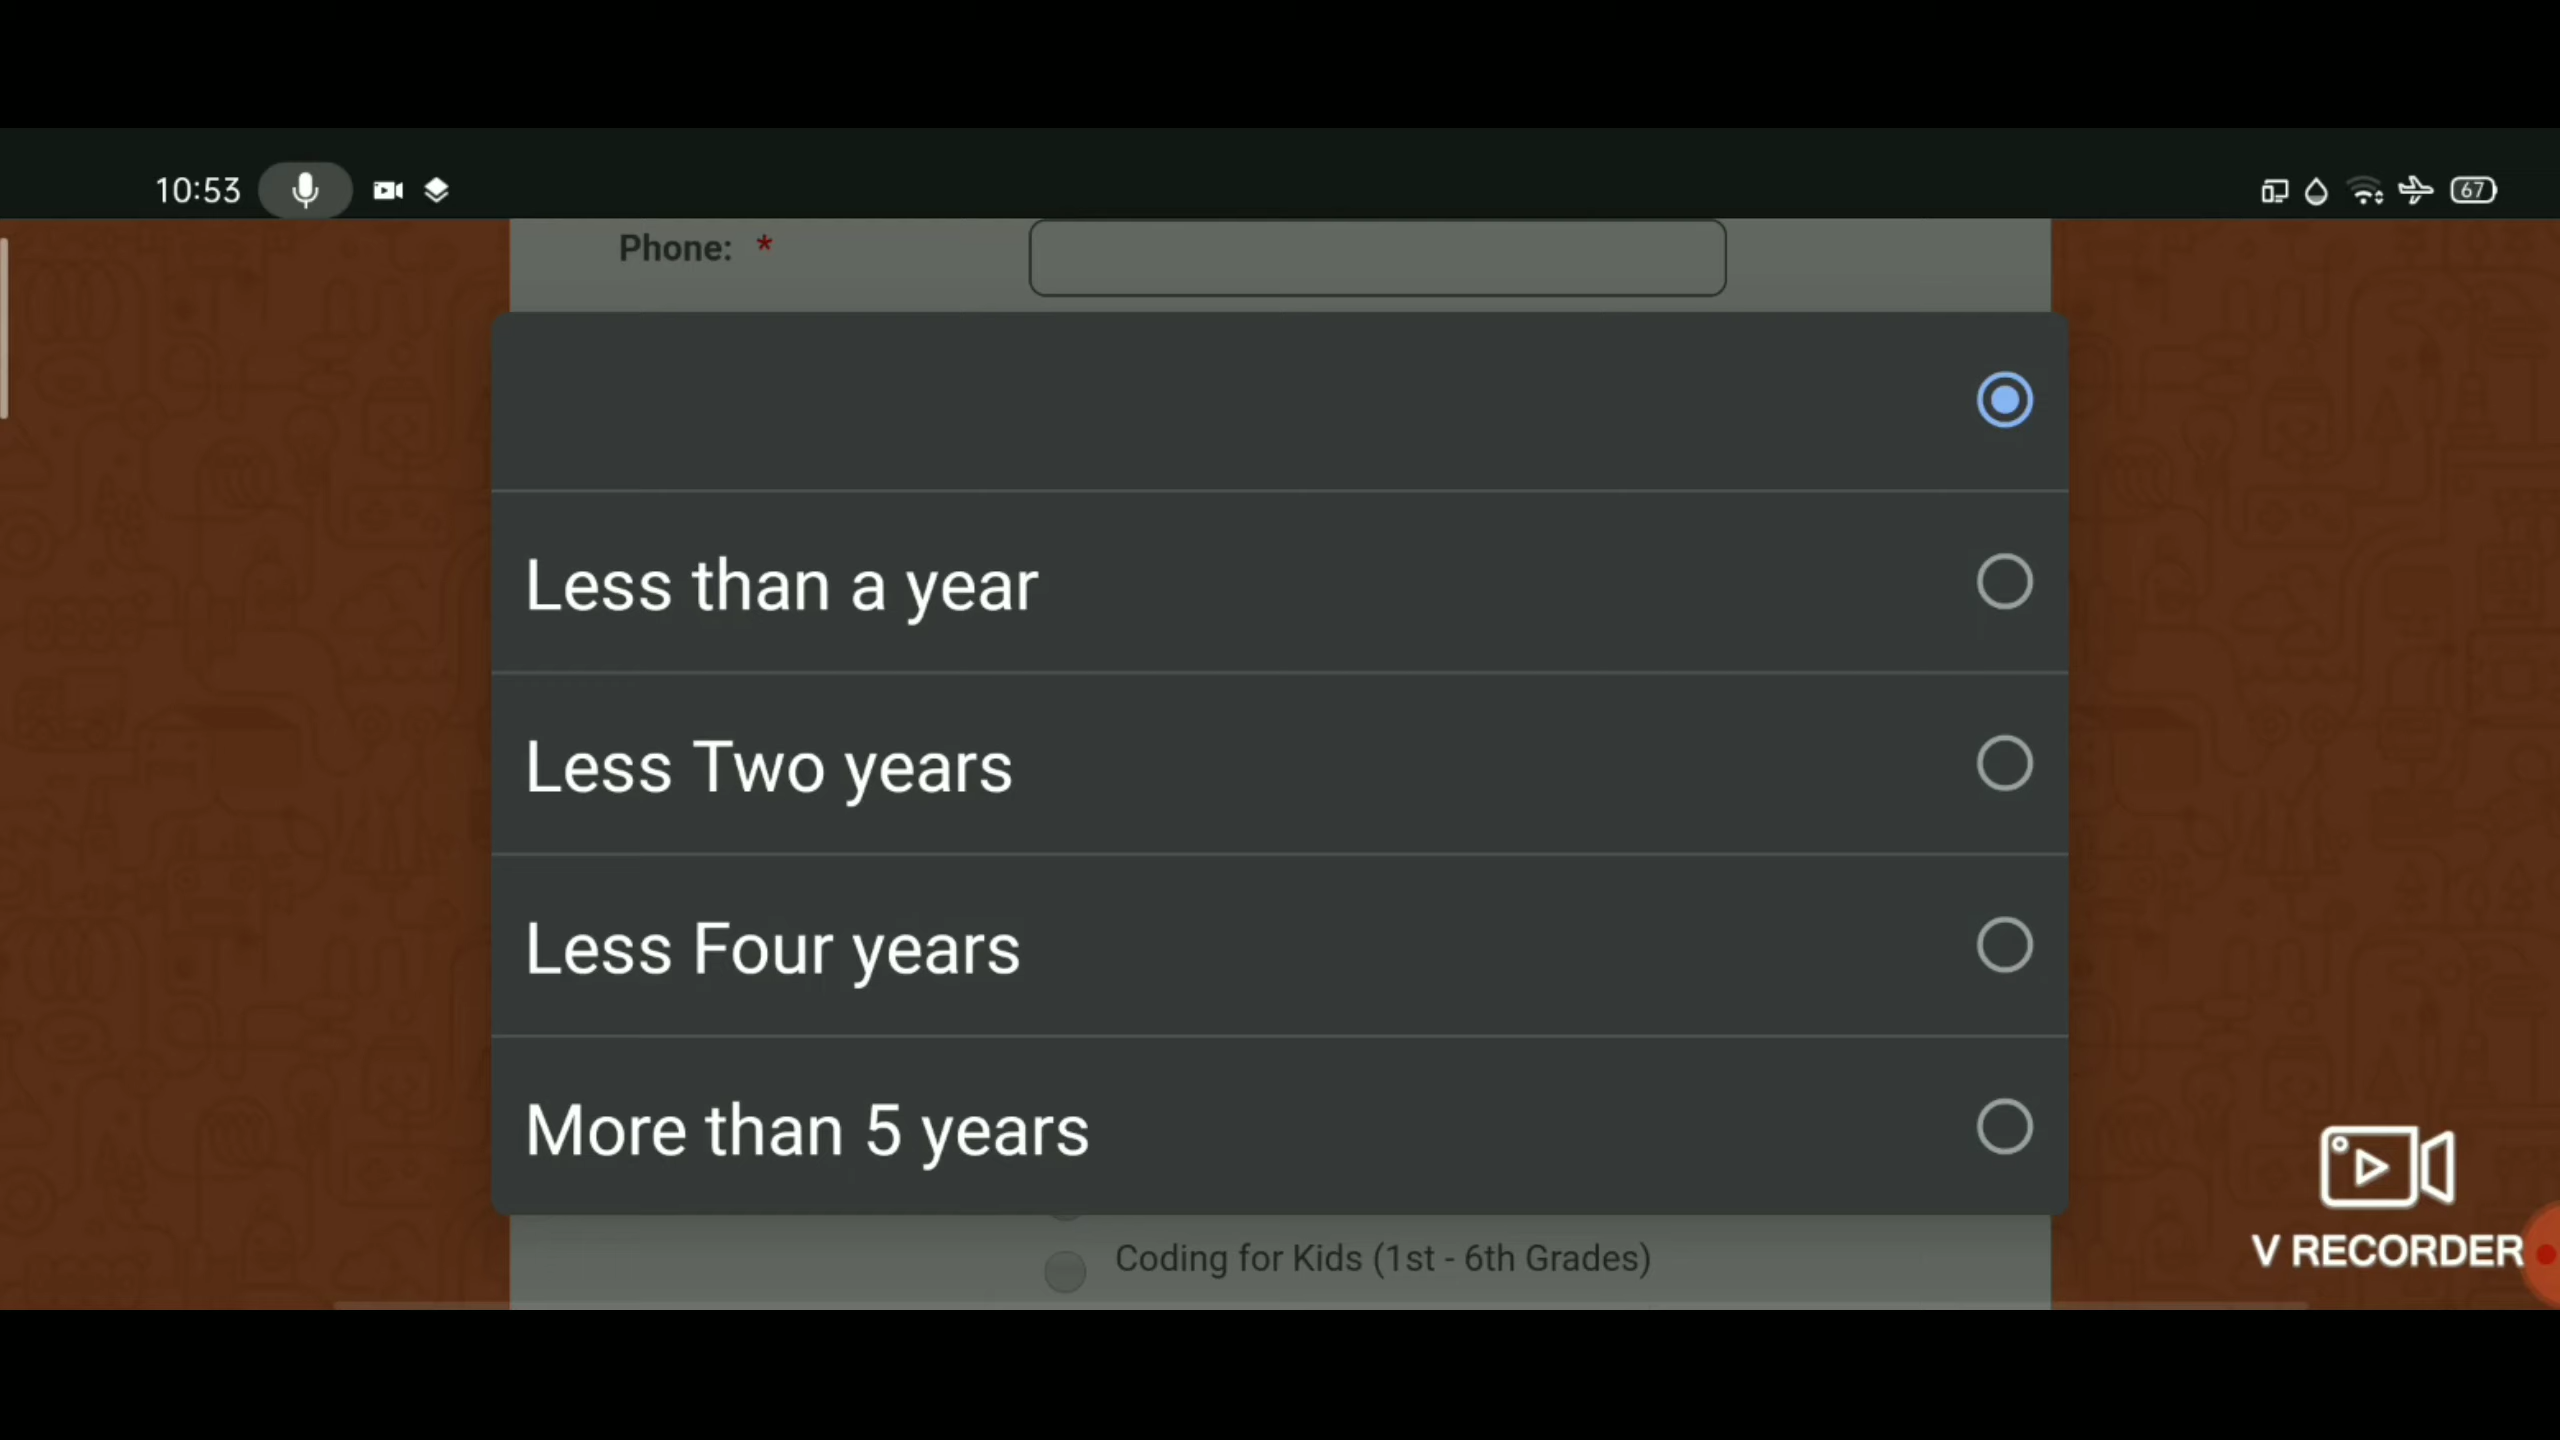 10:53
67
Phone: *
Less than a year
Less Two years
Less Four years
More than 5 years
Coding for Kids (1st - 6th Grades)
V RECORDER